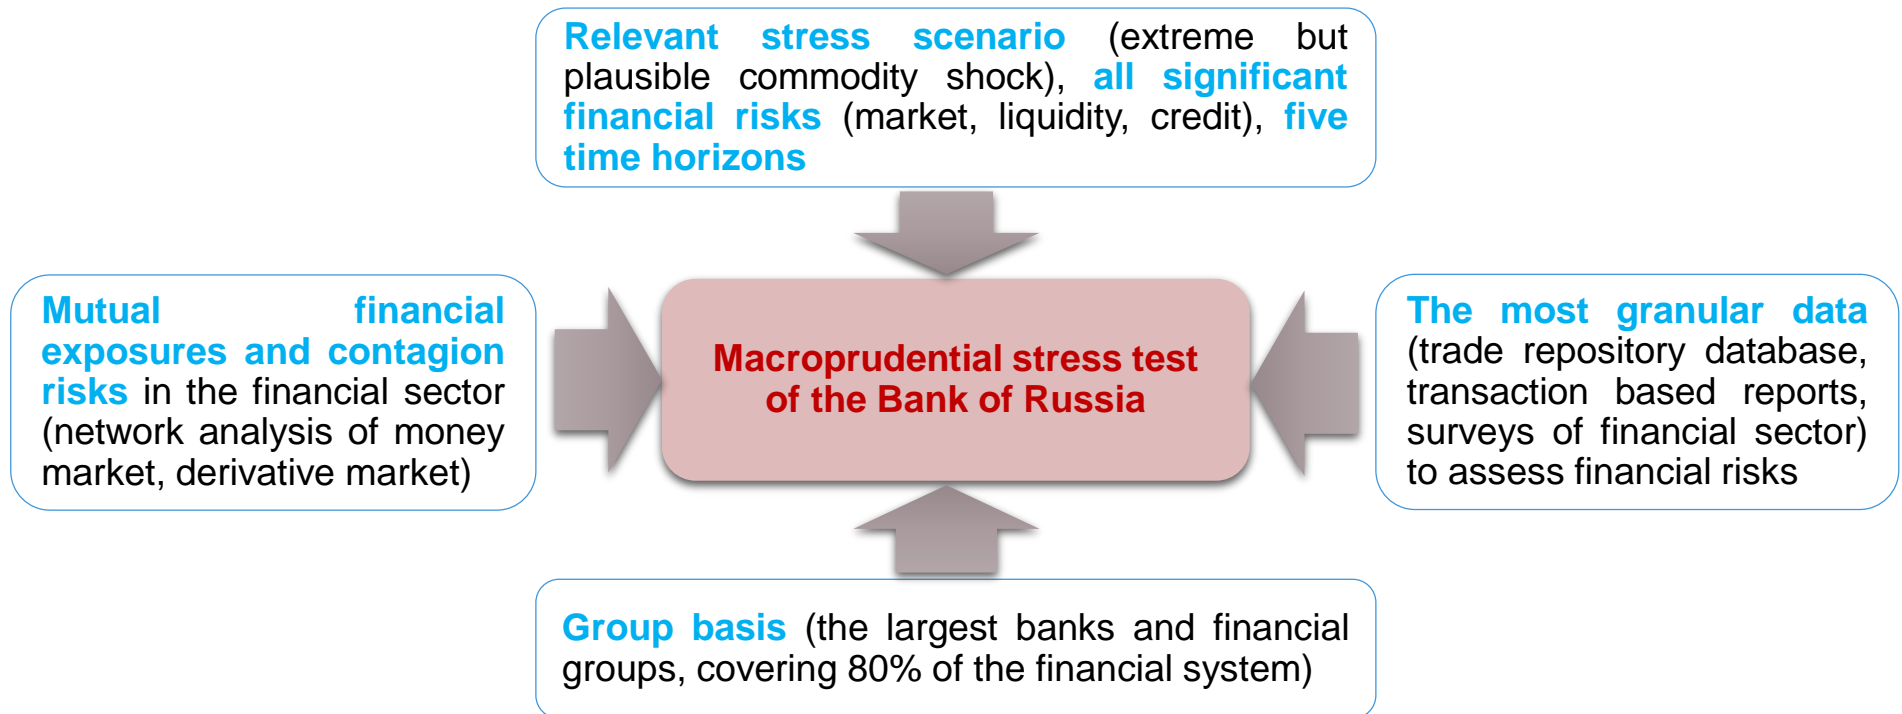 Relevant stress scenario (extreme but
plausible commodity shock), all significant
financial risks (market, liquidity, credit), five
time horizons
Mutual financial
exposures and contagion
risks in the financial sector
(network analysis of money
market, derivative market)
Macroprudential stress test
of the Bank of Russia
The most granular data
(trade repository database,
transaction based reports,
surveys of financial sector)
to assess financial risks
Group basis (the largest banks and financial
groups, covering 80% of the financial system)